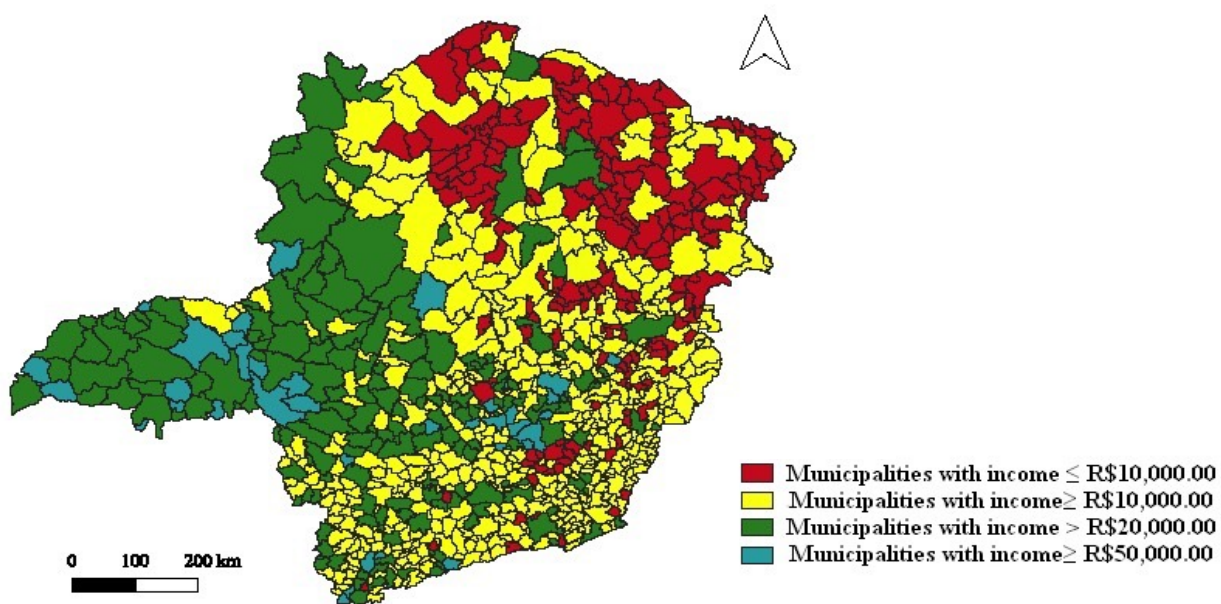 Municipalities with income ≤ R$10,000.00
Municipalities with income≥ R$10,000.00
Municipalities with income > R$20,000.00
Municipalities with income≥ R$50,000.00
0 100 200 km